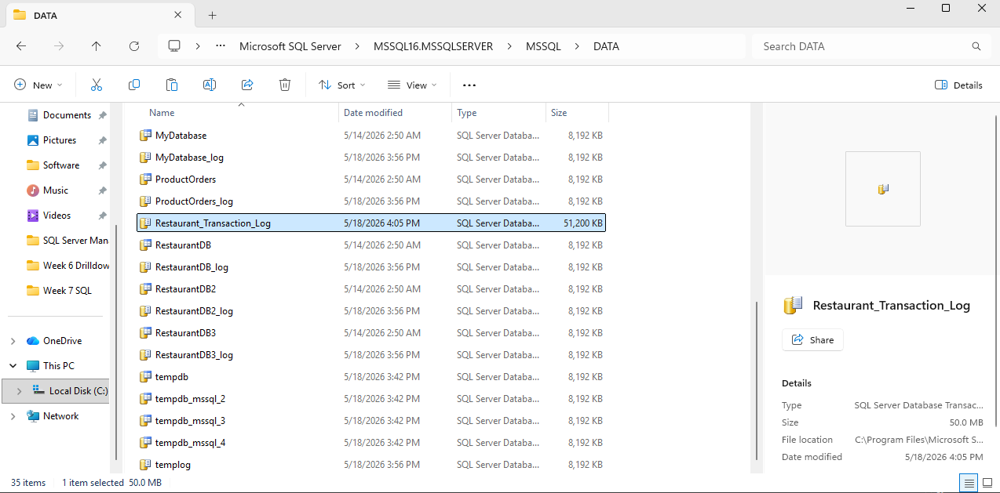 DATA
Microsoft SQL Server MSSQL16.MSSQLSERVER MSSQL DATA
Search DATA
New Sort View Details
Documents
Pictures
Software
Music
Videos
SQL Server Man
Week 6 Drilldow
Week 7 SQL
OneDrive
This PC
Local Disk (C:)
Network
Name Date modified Type Size
MyDatabase 5/14/2026 2:50 AM SQL Server Databa... 8,192 KB
MyDatabase_log 5/18/2026 3:56 PM SQL Server Databa... 8,192 KB
ProductOrders 5/14/2026 2:50 AM SQL Server Databa... 8,192 KB
ProductOrders_log 5/18/2026 3:56 PM SQL Server Databa... 8,192 KB
Restaurant_Transaction_Log 5/18/2026 4:05 PM SQL Server Databa... 51,200 KB
RestaurantDB 5/14/2026 2:50 AM SQL Server Databa... 8,192 KB
RestaurantDB_log 5/18/2026 3:56 PM SQL Server Databa... 8,192 KB
RestaurantDB2 5/14/2026 2:50 AM SQL Server Databa... 8,192 KB
RestaurantDB2_log 5/18/2026 3:56 PM SQL Server Databa... 8,192 KB
RestaurantDB3 5/14/2026 2:50 AM SQL Server Databa... 8,192 KB
RestaurantDB3_log 5/18/2026 3:56 PM SQL Server Databa... 8,192 KB
tempdb 5/18/2026 3:42 PM SQL Server Databa... 8,192 KB
tempdb_mssql_2 5/18/2026 3:42 PM SQL Server Databa... 8,192 KB
tempdb_mssql_3 5/18/2026 3:42 PM SQL Server Databa... 8,192 KB
tempdb_mssql_4 5/18/2026 3:42 PM SQL Server Databa... 8,192 KB
templog 5/18/2026 3:56 PM SQL Server Databa... 8,192 KB
Restaurant_Transaction_Log
Share
Details
Type SQL Server Database Transac...
Size 50.0 MB
File location C:\Program Files\Microsoft S...
Date modified 5/18/2026 4:05 PM
35 items 1 item selected 50.0 MB